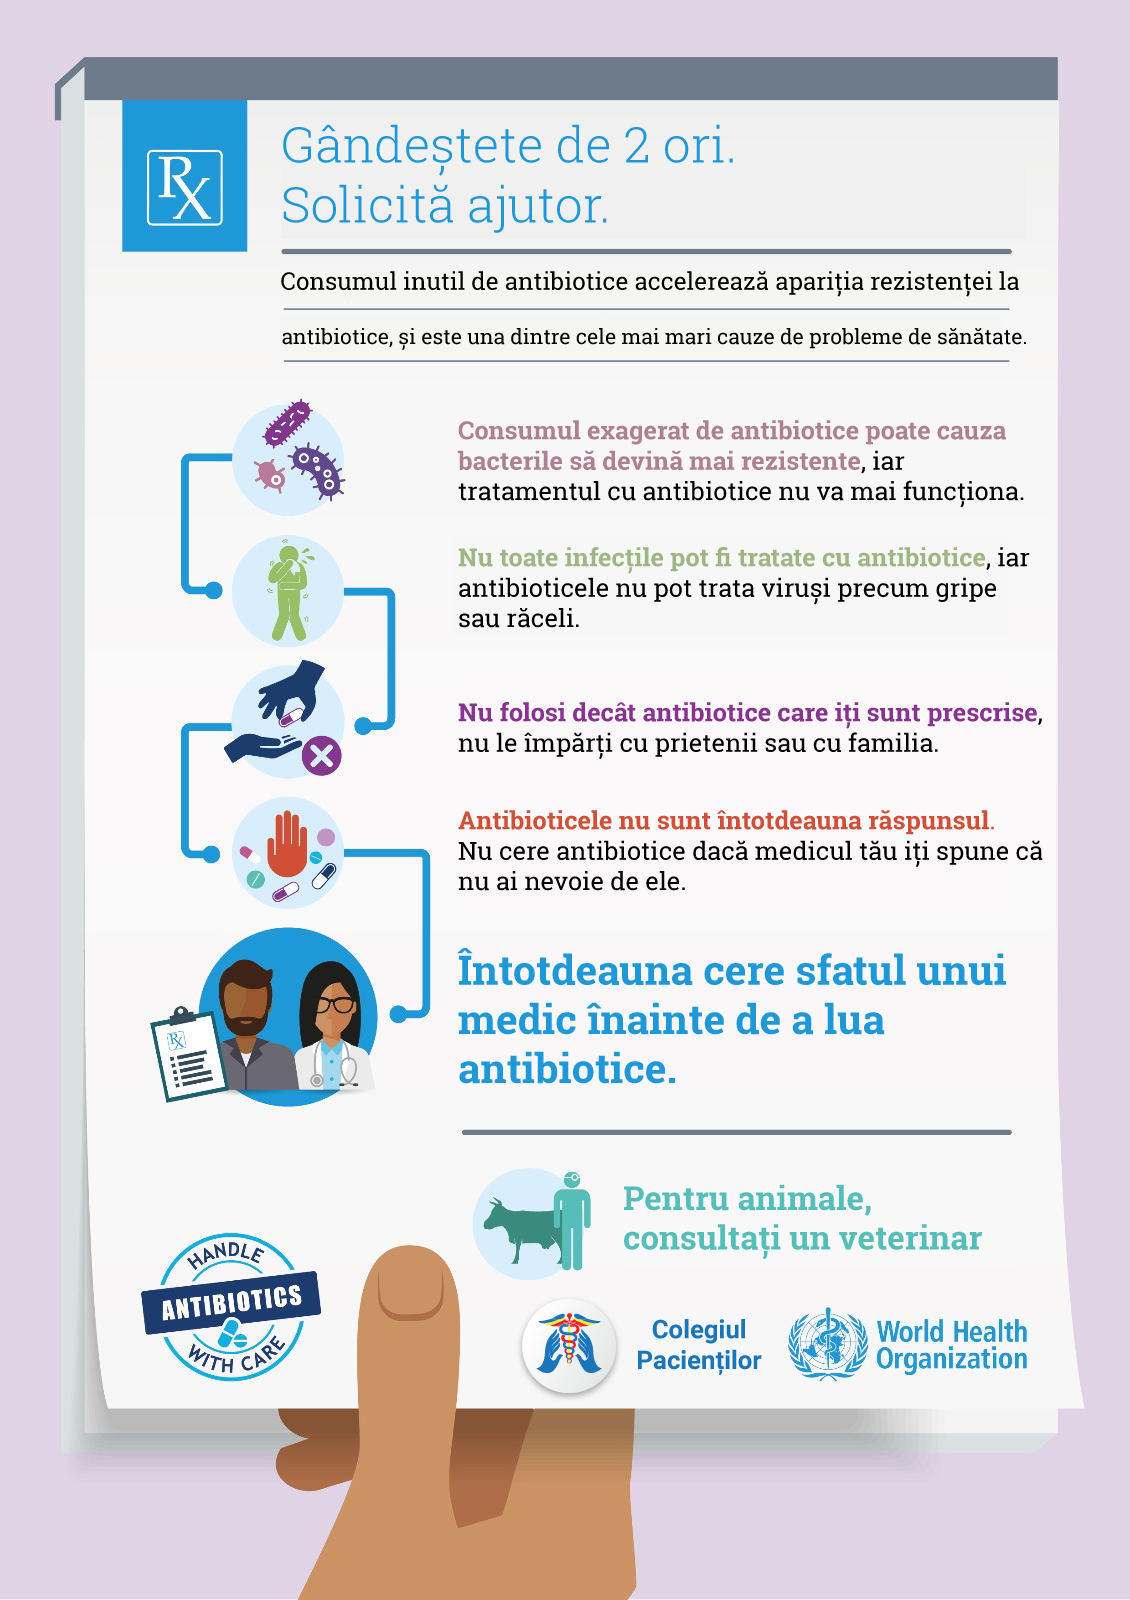 RX
Gândeștete de 2 ori.
Solicită ajutor.
Consumul inutil de antibiotice accelerează apariția rezistenței la
antibiotice, și este una dintre cele mai mari cauze de probleme de sănătate.
Consumul exagerat de antibiotice poate cauza
bacterile să devină mai rezistente, iar
tratamentul cu antibiotice nu va mai funcționa.
Nu toate infecțile pot fi tratate cu antibiotice, iar
antibioticele nu pot trata viruși precum gripe
sau răceli.
Nu folosi decât antibiotice care iți sunt prescrise,
nu le împărți cu prietenii sau cu familia.
Antibioticele nu sunt întotdeauna răspunsul.
Nu cere antibiotice dacă medicul tău iți spune că
nu ai nevoie de ele.
RX
Întotdeauna cere sfatul unui
medic înainte de a lua
antibiotice.
Pentru animale,
consultați un veterinar
HANDLE
ANTIBIOTICS
WITH CARE
Colegiul
Pacienților
World Health
Organization